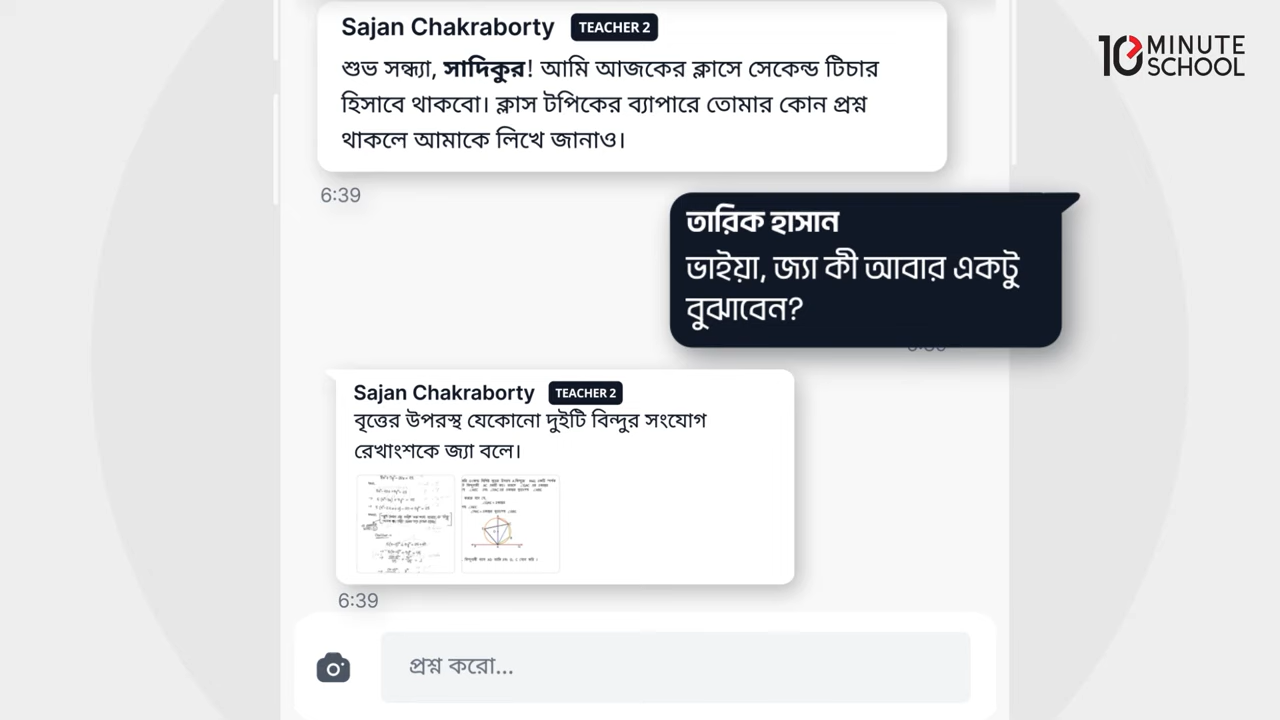 Sajan Chakraborty TEACHER 2
শুভ সন্ধ্যা, সাদিকুর! আমি আজকের ক্লাসে সেকেন্ড টিচার
হিসাবে থাকবো। ক্লাস টপিকের ব্যাপারে তোমার কোন প্রশ্ন
থাকলে আমাকে লিখে জানাও।
6:39
10 MINUTE
SCHOOL
তারিক হাসান
ভাইয়া, জ্যা কী আবার একটু
বুঝাবেন?
Sajan Chakraborty TEACHER 2
বৃত্তের উপরস্থ যেকোনো দুইটি বিন্দুর সংযোগ
রেখাংশকে জ্যা বলে।
6:39
প্রশ্ন করো...